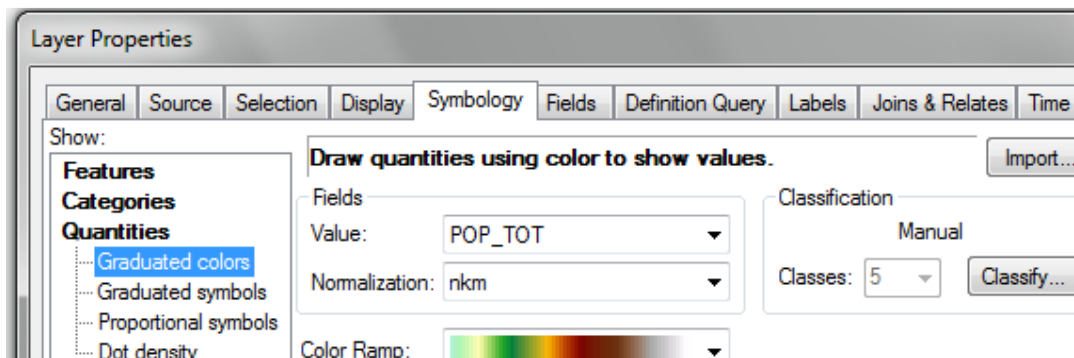 Layer Properties
General Source Selection Display Symbology Fields Definition Query Labels Joins & Relates Time
Show:
Features
Categories
Quantities
Graduated colors
Graduated symbols
Proportional symbols
Dot density
Draw quantities using color to show values.
Import...
Fields
Value: POP_TOT
Normalization: nkm
Color Ramp:
Classification
Manual
Classes: 5 Classify...